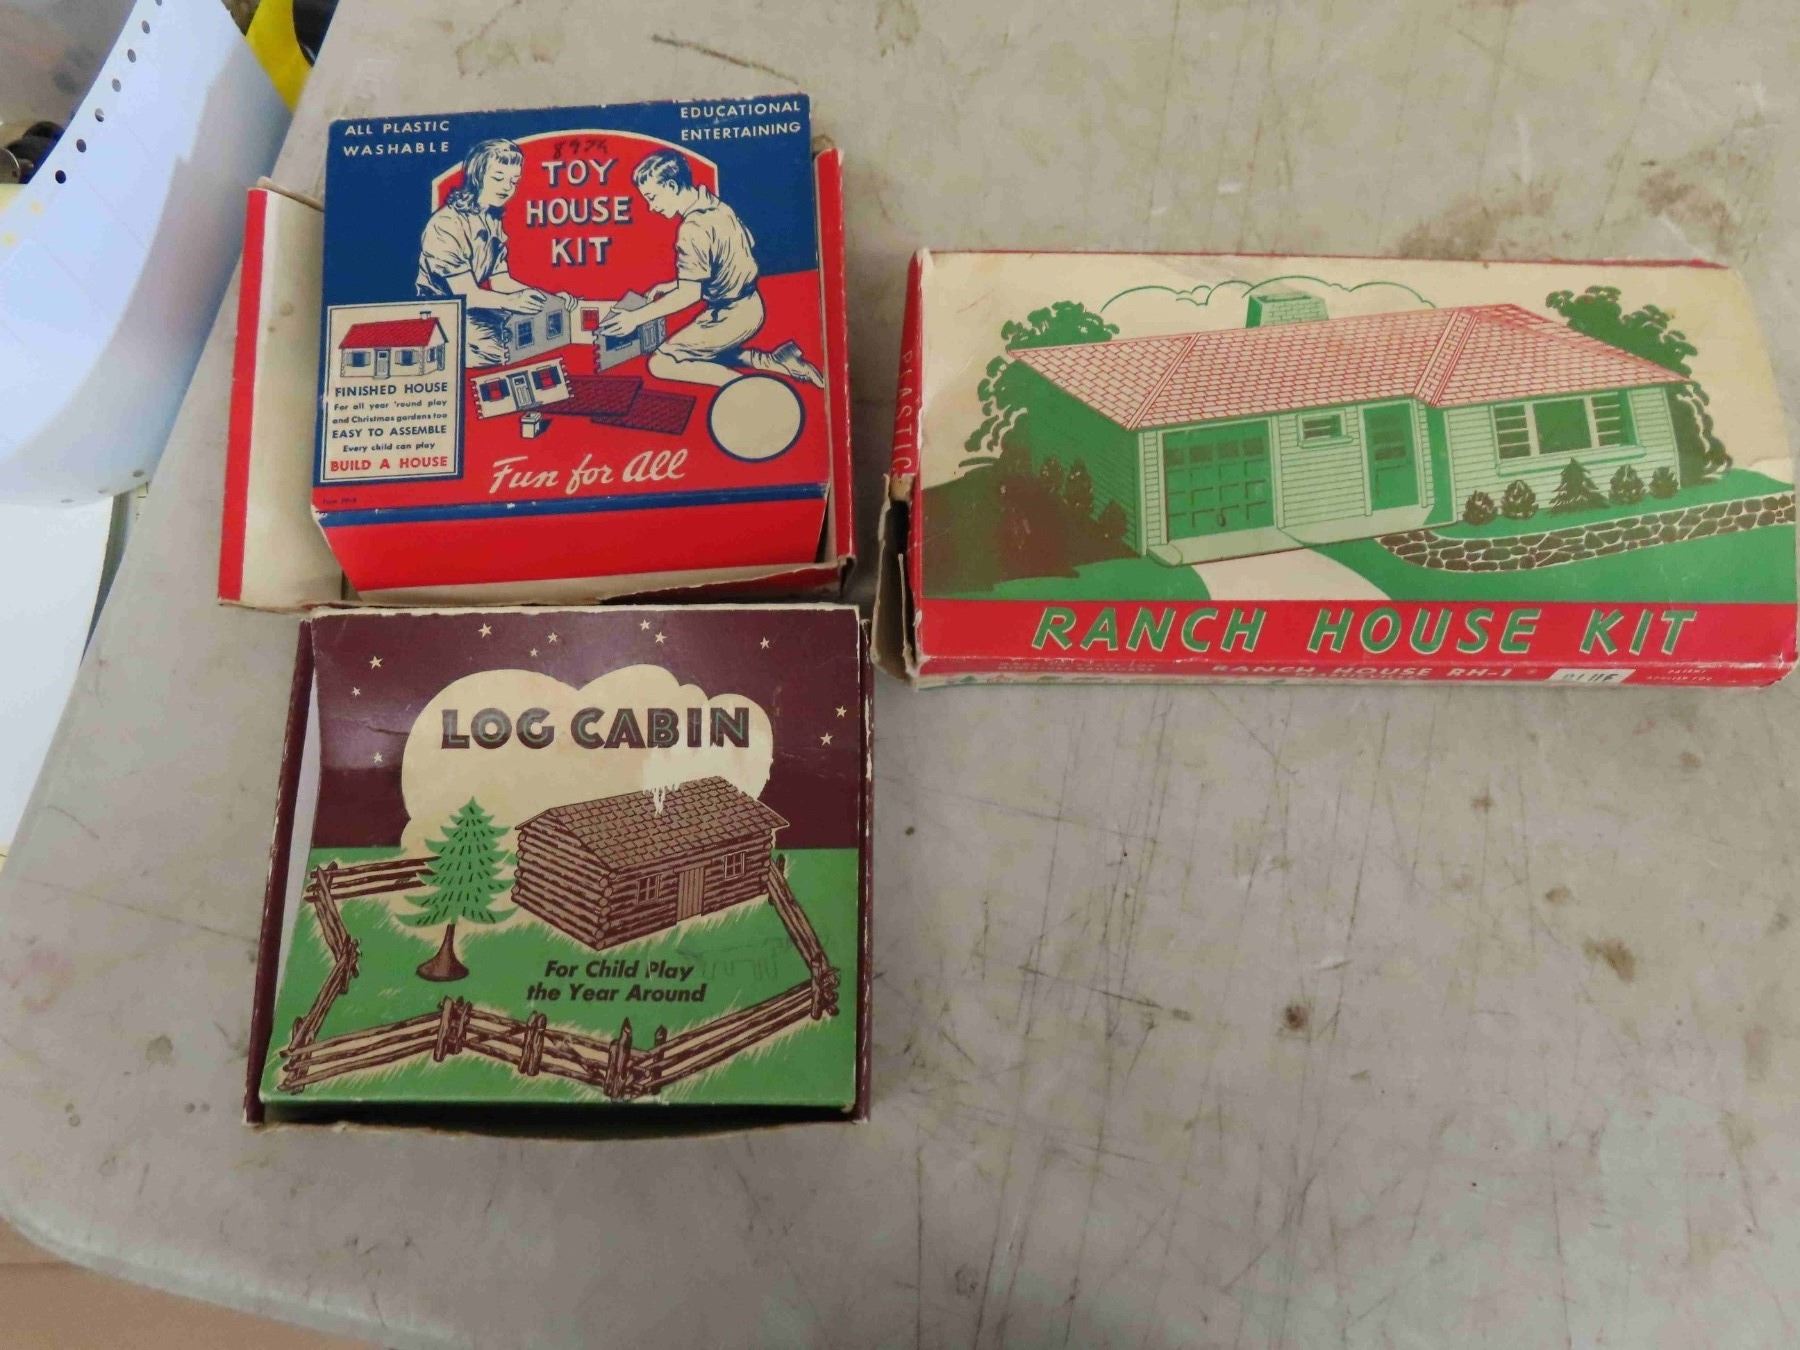 ALL PLASTIC
WASHABLE
EDUCATIONAL
ENTERTAINING
TOY
HOUSE
KIT
FINISHED HOUSE
For all year 'round play
and Christmas gardens too
EASY TO ASSEMBLE
Every child can play
BUILD A HOUSE
Fun for All
PLASTIC
RANCH HOUSE KIT
RANCH HOUSE RH-1
LOG CABIN
For Child Play
the Year Around